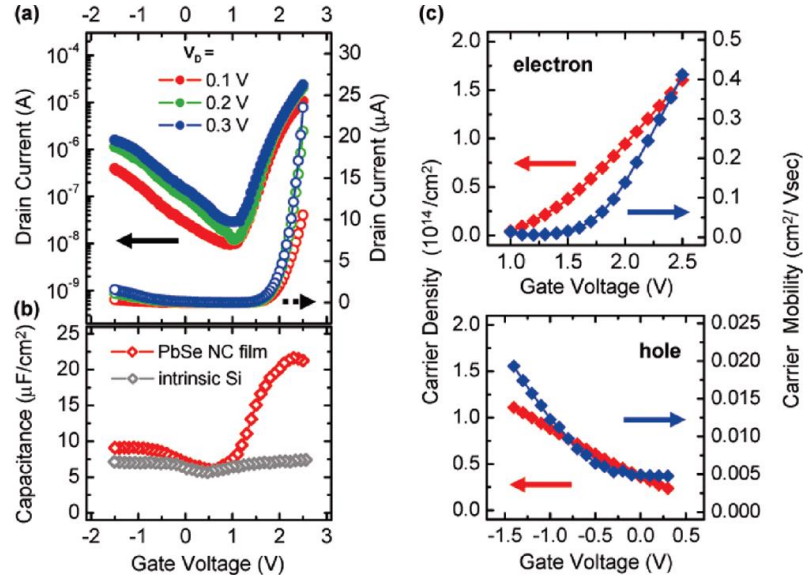 (a)
-2 -1 0 1 2 3
V_D =
0.1 V
0.2 V
0.3 V
Drain Current (A)
10⁻⁴
10⁻⁵
10⁻⁶
10⁻⁷
10⁻⁸
10⁻⁹
Drain Current (μA)
30
25
20
15
10
5
0
(b)
PbSe NC film
intrinsic Si
Capacitance (μF/cm²)
25
20
15
10
5
0
-2 -1 0 1 2 3
Gate Voltage (V)
(c)
electron
2.0
1.5
1.0
0.5
0.0
0.5
0.4
0.3
0.2
0.1
0.0
1.0 1.5 2.0 2.5
Gate Voltage (V)
Carrier Density (10¹⁴/cm²)
Carrier Mobility (cm²/ Vsec)
hole
2.0
1.5
1.0
0.5
0.0
0.025
0.020
0.015
0.010
0.005
0.000
-1.5 -1.0 -0.5 0.0 0.5
Gate Voltage (V)